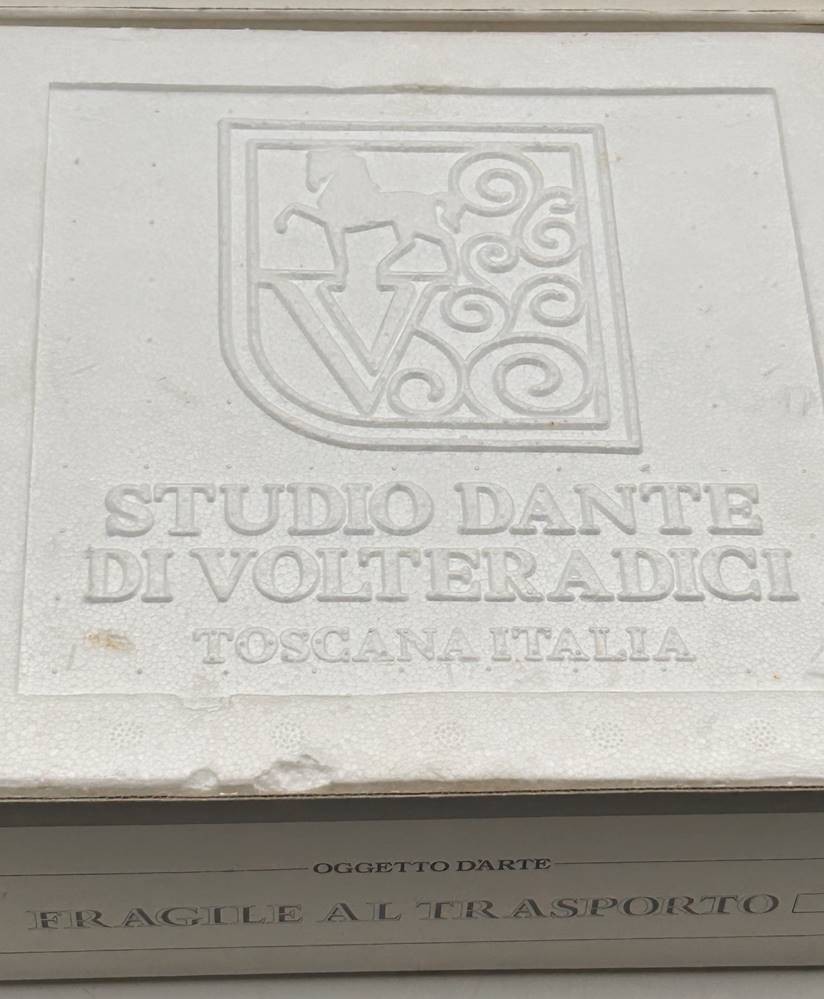 V
STUDIO DANTE
DI VOLTERADICI
TOSCANA ITALIA
OGGETTO D'ARTE
FRAGILE AL TRASPORTO